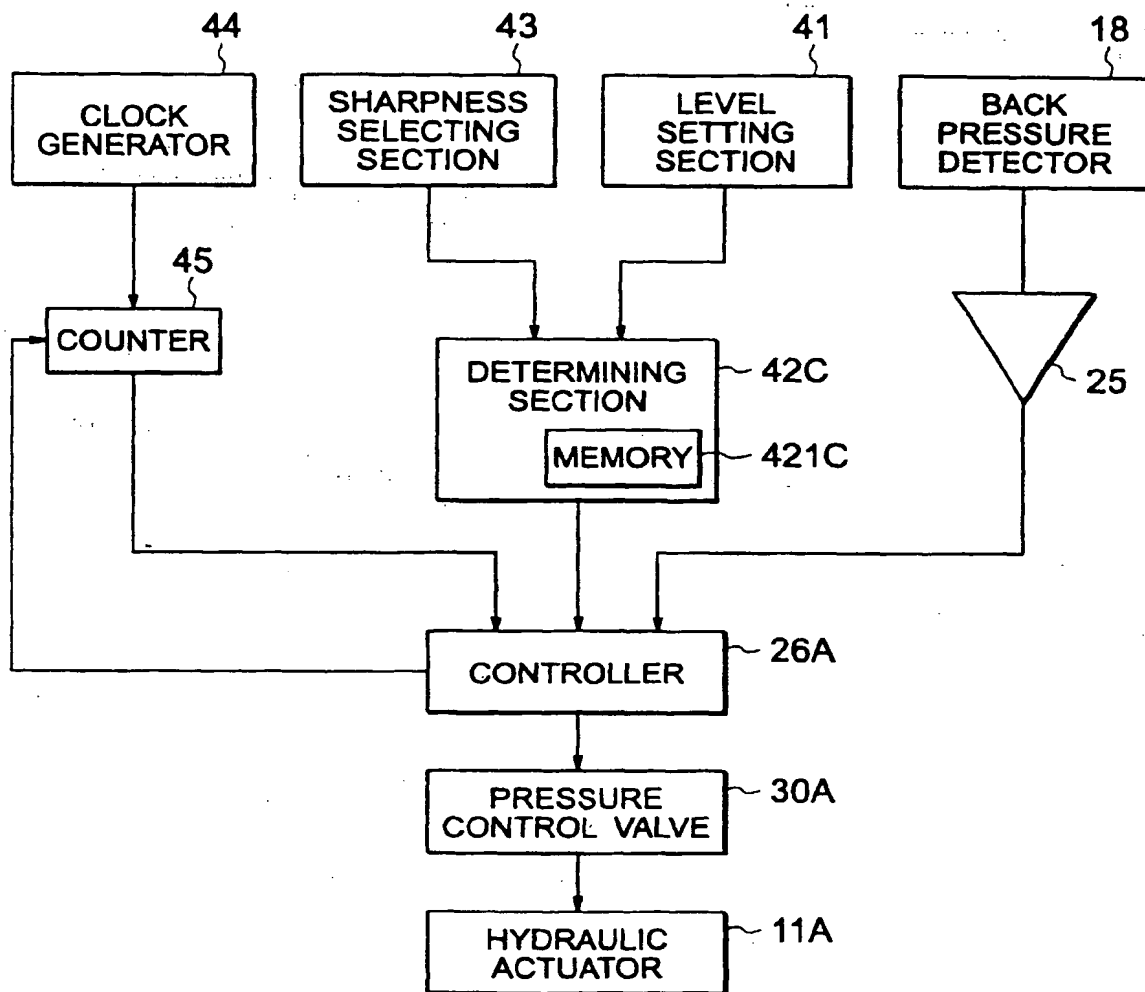 44
43
41
18
CLOCK
GENERATOR
SHARPNESS
SELECTING
SECTION
LEVEL
SETTING
SECTION
BACK
PRESSURE
DETECTOR
45
COUNTER
DETERMINING
SECTION
42C
MEMORY
421C
25
CONTROLLER
26A
PRESSURE
CONTROL VALVE
30A
HYDRAULIC
ACTUATOR
11A